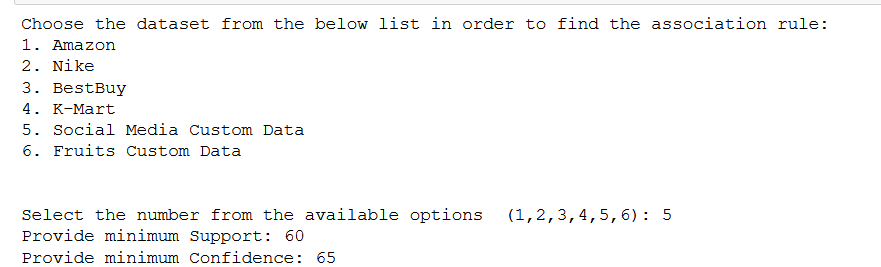 Choose the dataset from the below list in order to find the association rule:
1. Amazon
2. Nike
3. BestBuy
4. K-Mart
5. Social Media Custom Data
6. Fruits Custom Data
Select the number from the available options  (1,2,3,4,5,6): 5
Provide minimum Support: 60
Provide minimum Confidence: 65